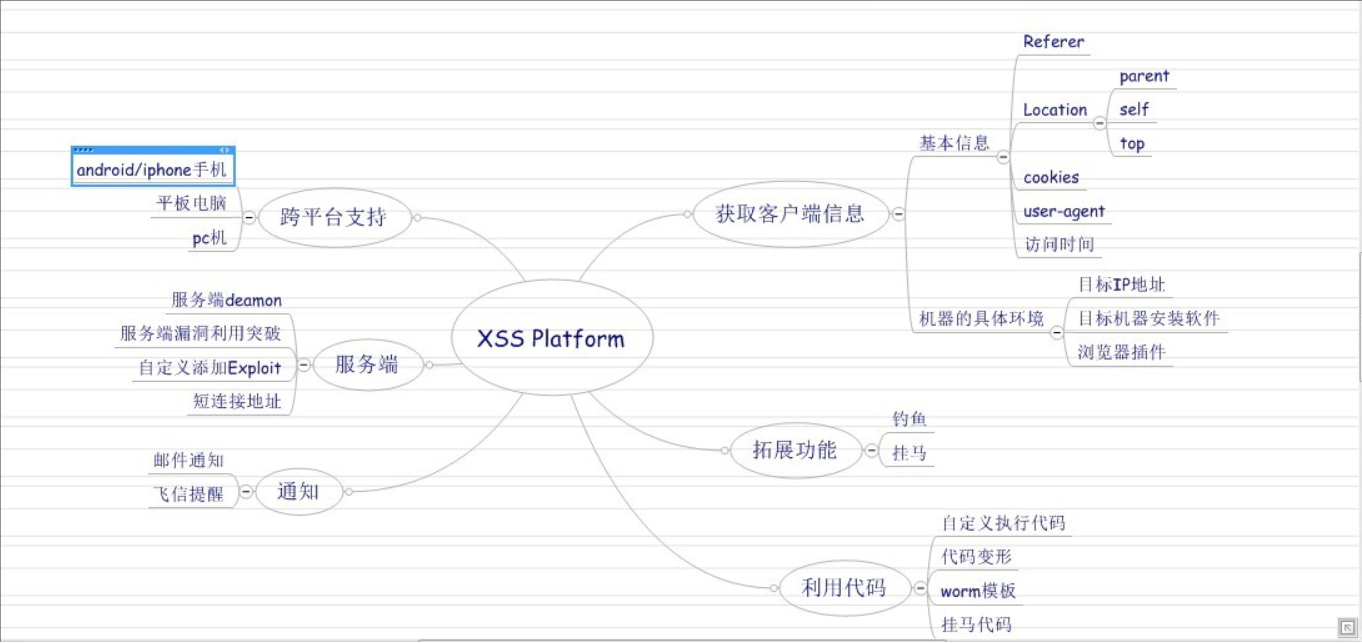 XSS Platform
跨平台支持
android/iphone手机
平板电脑
pc机
服务端
服务端deamon
服务端漏洞利用突破
自定义添加Exploit
短连接地址
通知
邮件通知
飞信提醒
获取客户端信息
基本信息
Referer
Location
parent
self
top
cookies
user-agent
访问时间
机器的具体环境
目标IP地址
目标机器安装软件
浏览器插件
拓展功能
钓鱼
挂马
利用代码
自定义执行代码
代码变形
worm模板
挂马代码